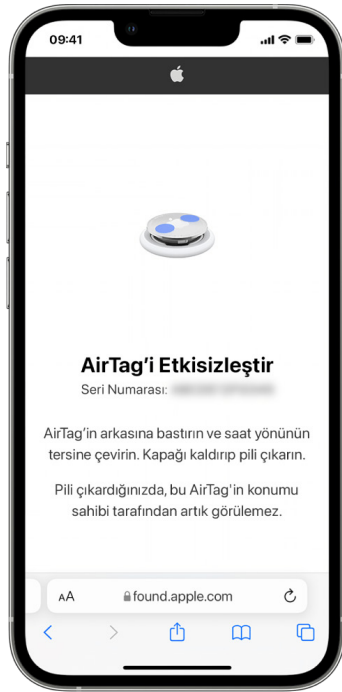 09:41
AirTag’i Etkisizleştir
Seri Numarası:
AirTag’in arkasına bastırın ve saat yönünün
tersine çevirin. Kapağı kaldırıp pili çıkarın.
Pili çıkardığınızda, bu AirTag'in konumu
sahibi tarafından artık görülemez.
AA
found.apple.com